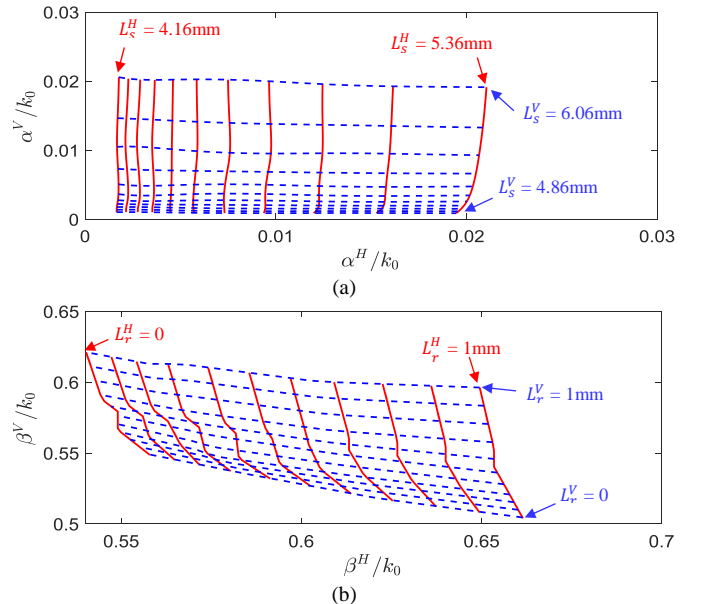 0.03
L_s^H = 4.16mm
L_s^H = 5.36mm
0.02
L_s^V = 6.06mm
α^V/k_0
0.01
L_s^V = 4.86mm
0
0 0.01 0.02 0.03
α^H/k_0
(a)
0.65
L_r^H = 0
L_r^H = 1mm
0.6
L_r^V = 1mm
β^V/k_0
0.55
L_r^V = 0
0.5
0.55 0.6 0.65 0.7
β^H/k_0
(b)